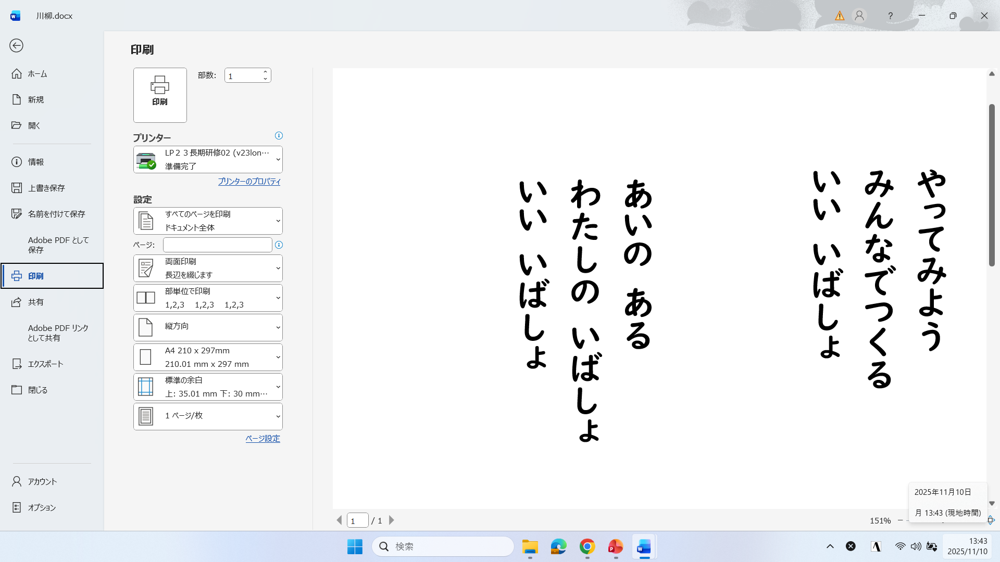 川柳.docx
?
ホーム
新規
開く
情報
上書き保存
名前を付けて保存
Adobe PDF として
保存
印刷
共有
Adobe PDF リンク
として共有
エクスポート
閉じる
アカウント
オプション
印刷
印刷
部数:
1
プリンター
LP２３長期研修02 (v23lon…
準備完了
プリンターのプロパティ
設定
すべてのページを印刷
ドキュメント全体
ページ:
両面印刷
長辺を綴じます
部単位で印刷
1,2,3 1,2,3 1,2,3
縦方向
A4 210 x 297mm
210.01 mm x 297 mm
標準の余白
上: 35.01 mm 下: 30 mm…
1 ページ/枚
ページ設定
やってみよう
みんなでつくる
いい いばしょ
あいの ある
わたしの いばしょ
いい いばしょ
1 / 1
151%
2025年11月10日
月 13:43 (現地時間)
検索
13:43
2025/11/10